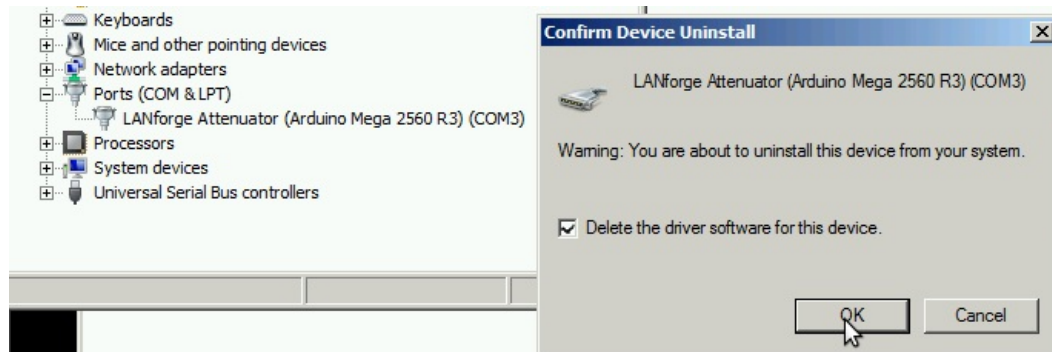 Keyboards
Mice and other pointing devices
Network adapters
Ports (COM & LPT)
LANforge Attenuator (Arduino Mega 2560 R3) (COM3)
Processors
System devices
Universal Serial Bus controllers
Confirm Device Uninstall
LANforge Attenuator (Arduino Mega 2560 R3) (COM3)
Warning: You are about to uninstall this device from your system.
Delete the driver software for this device.
OK
Cancel